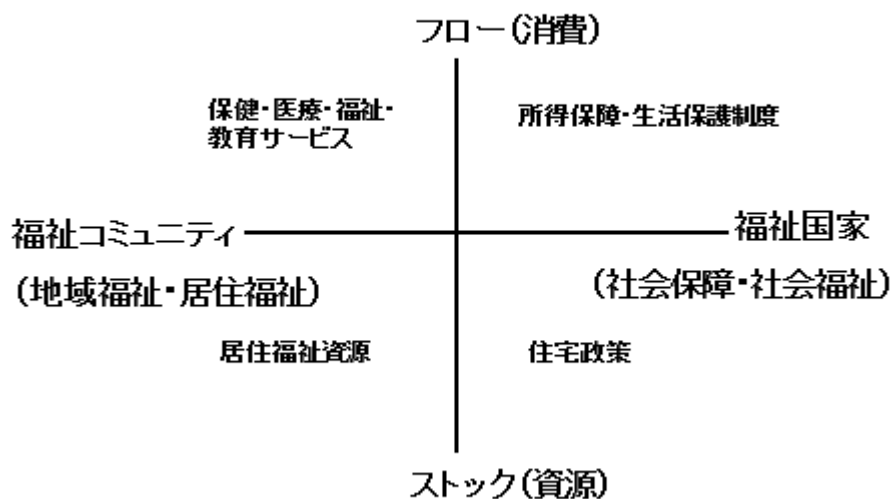 フロー(消費)
保健・医療・福祉・
教育サービス
所得保障・生活保護制度
福祉コミュニティ
福祉国家
(地域福祉・居住福祉)
(社会保障・社会福祉)
居住福祉資源
住宅政策
ストック(資源)